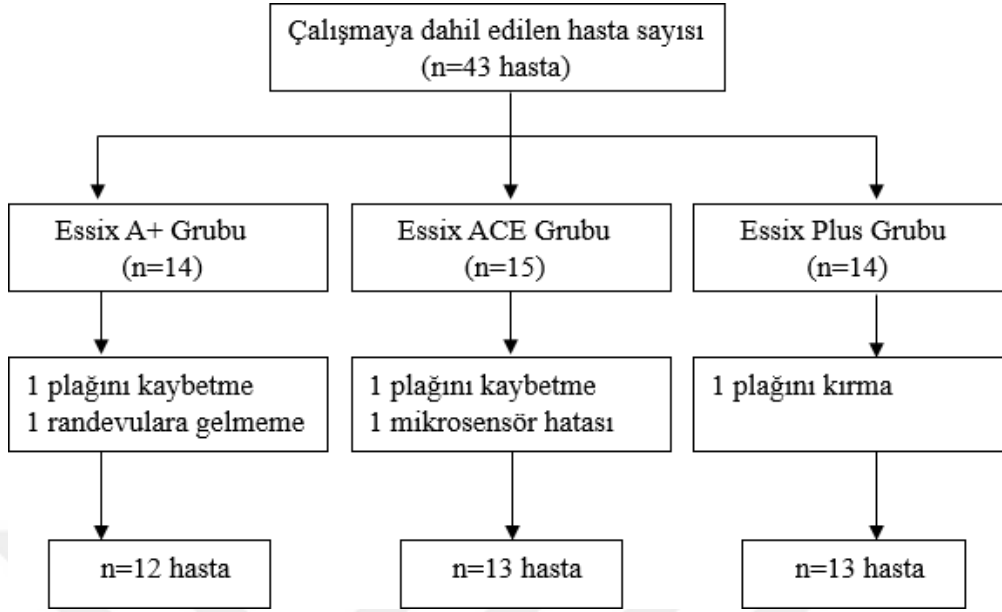 Çalışmaya dahil edilen hasta sayısı
(n=43 hasta)
Essix A+ Grubu
(n=14)
Essix ACE Grubu
(n=15)
Essix Plus Grubu
(n=14)
1 plağını kaybetme
1 randevulara gelmeme
1 plağını kaybetme
1 mikrosensör hatası
1 plağını kırma
n=12 hasta
n=13 hasta
n=13 hasta